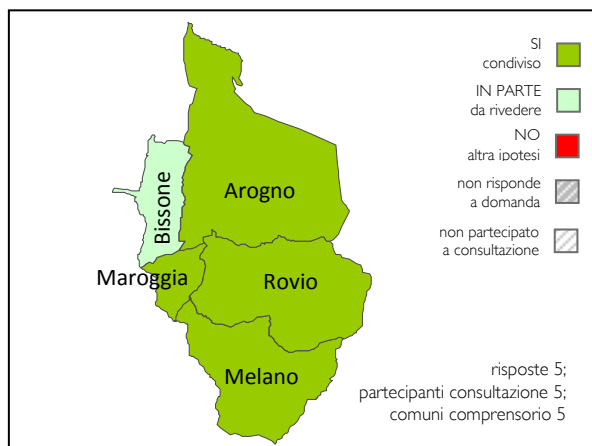 SI
condiviso
IN PARTE
da rivedere
NO
altra ipotesi
non risponde
a domanda
non partecipato
a consultazione
Bissone
Arogno
Maroggia
Rovio
Melano
risposte 5;
partecipanti consultazione 5;
comuni comprensorio 5